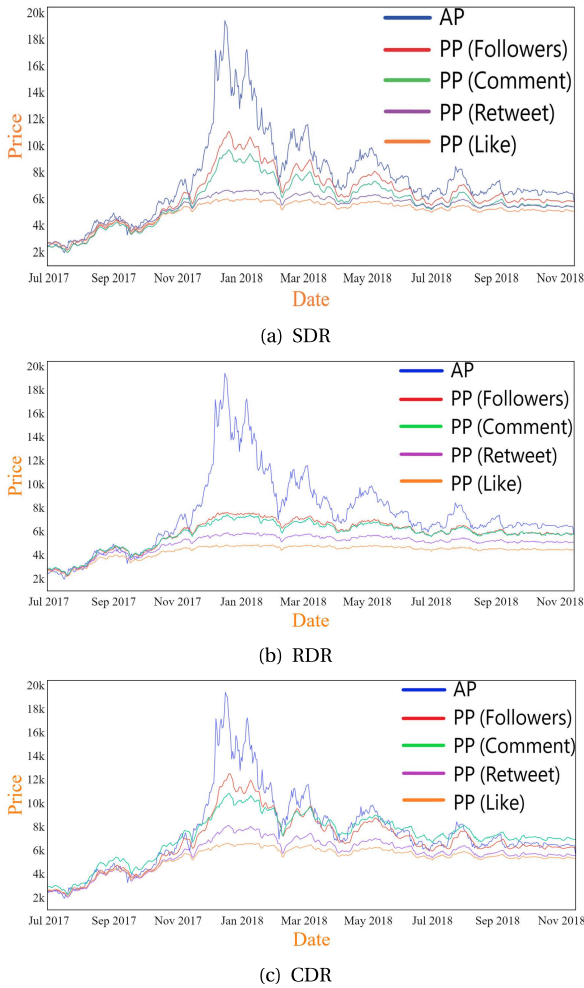 20k
18k
16k
14k
12k
10k
8k
6k
4k
2k
Price
AP
PP (Followers)
PP (Comment)
PP (Retweet)
PP (Like)
Jul 2017 Sep 2017 Nov 2017 Jan 2018 Mar 2018 May 2018 Jul 2018 Sep 2018 Nov 2018
Date
(a) SDR
20k
18k
16k
14k
12k
10k
8k
6k
4k
2k
Price
AP
PP (Followers)
PP (Comment)
PP (Retweet)
PP (Like)
Jul 2017 Sep 2017 Nov 2017 Jan 2018 Mar 2018 May 2018 Jul 2018 Sep 2018 Nov 2018
Date
(b) RDR
20k
18k
16k
14k
12k
10k
8k
6k
4k
2k
Price
AP
PP (Followers)
PP (Comment)
PP (Retweet)
PP (Like)
Jul 2017 Sep 2017 Nov 2017 Jan 2018 Mar 2018 May 2018 Jul 2018 Sep 2018 Nov 2018
Date
(c) CDR